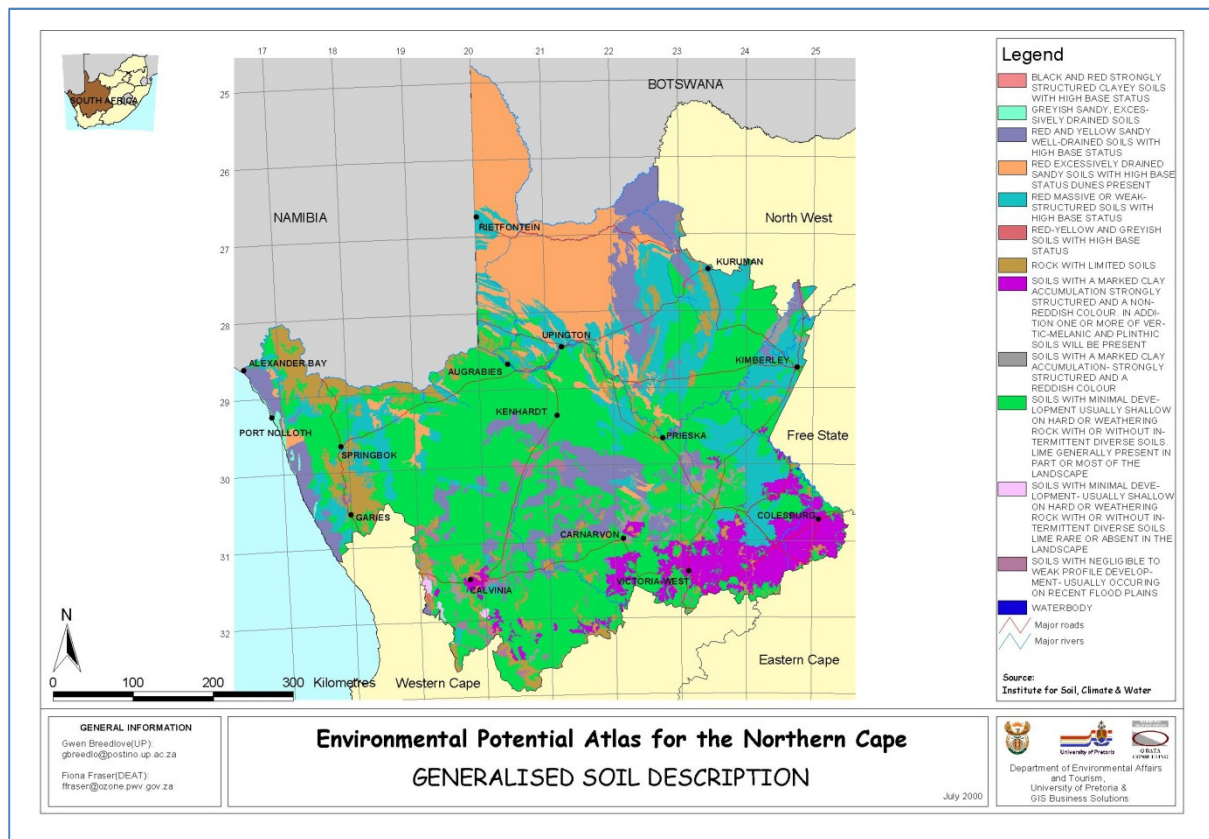 17 18 19 20 21 22 23 24 25
25
26
27
28
29
30
31
32
SOUTH AFRICA
BOTSWANA
NAMIBIA
North West
RIETFONTEIN
KURUMAN
UPINGTON
ALEXANDER BAY
AUGRABIES
KIMBERLEY
KENHARDT
PORT NOLLOTH
PRIESKA
Free State
SPRINGBOK
GARIES
COLESBURG
CARNARVON
CALVINIA
VICTORIA-WEST
Eastern Cape
Western Cape
N
0 100 200 300
Kilometres
Legend
BLACK AND RED STRONGLY
STRUCTURED CLAYEY SOILS
WITH HIGH BASE STATUS
GREYISH SANDY, EXCES-
SIVELY DRAINED SOILS
RED AND YELLOW SANDY
WELL-DRAINED SOILS WITH
HIGH BASE STATUS
RED EXCESSIVELY DRAINED
SANDY SOILS WITH HIGH BASE
STATUS DUNES PRESENT
RED MASSIVE OR WEAK-
STRUCTURED SOILS WITH
HIGH BASE STATUS
RED-YELLOW AND GREYISH
SOILS WITH HIGH BASE
STATUS
ROCK WITH LIMITED SOILS
SOILS WITH A MARKED CLAY
ACCUMULATION STRONGLY
STRUCTURED AND A NON-
REDDISH COLOUR. IN ADDI-
TION ONE OR MORE OF VER-
TIC-MELANIC AND PLINTHIC
SOILS WILL BE PRESENT
SOILS WITH A MARKED CLAY
ACCUMULATION- STRONGLY
STRUCTURED AND A
REDDISH COLOUR
SOILS WITH MINIMAL DEVE-
LOPMENT USUALLY SHALLOW
ON HARD OR WEATHERING
ROCK WITH OR WITHOUT IN-
TERMITTENT DIVERSE SOILS.
LIME GENERALLY PRESENT IN
PART OR MOST OF THE
LANDSCAPE
SOILS WITH MINIMAL DEVE-
LOPMENT- USUALLY SHALLOW
ON HARD OR WEATHERING
ROCK WITH OR WITHOUT IN-
TERMITTENT DIVERSE SOILS.
LIME RARE OR ABSENT IN THE
LANDSCAPE
SOILS WITH NEGLIGIBLE TO
WEAK PROFILE DEVELOP-
MENT- USUALLY OCCURING
ON RECENT FLOOD PLAINS
WATERBODY
Major roads
Major rivers
Source:
Institute for Soil, Climate & Water
GENERAL INFORMATION
Gwen Breedlove(UP):
gbreedlo@postino.up.ac.za
Fiona Fraser(DEAT):
ffraser@ozone.pwv.gov.za
Environmental Potential Atlas for the Northern Cape
GENERALISED SOIL DESCRIPTION
July 2000
University of Pretoria
CONSULTING
Department of Environmental Affairs
and Tourism,
University of Pretoria &
GIS Business Solutions